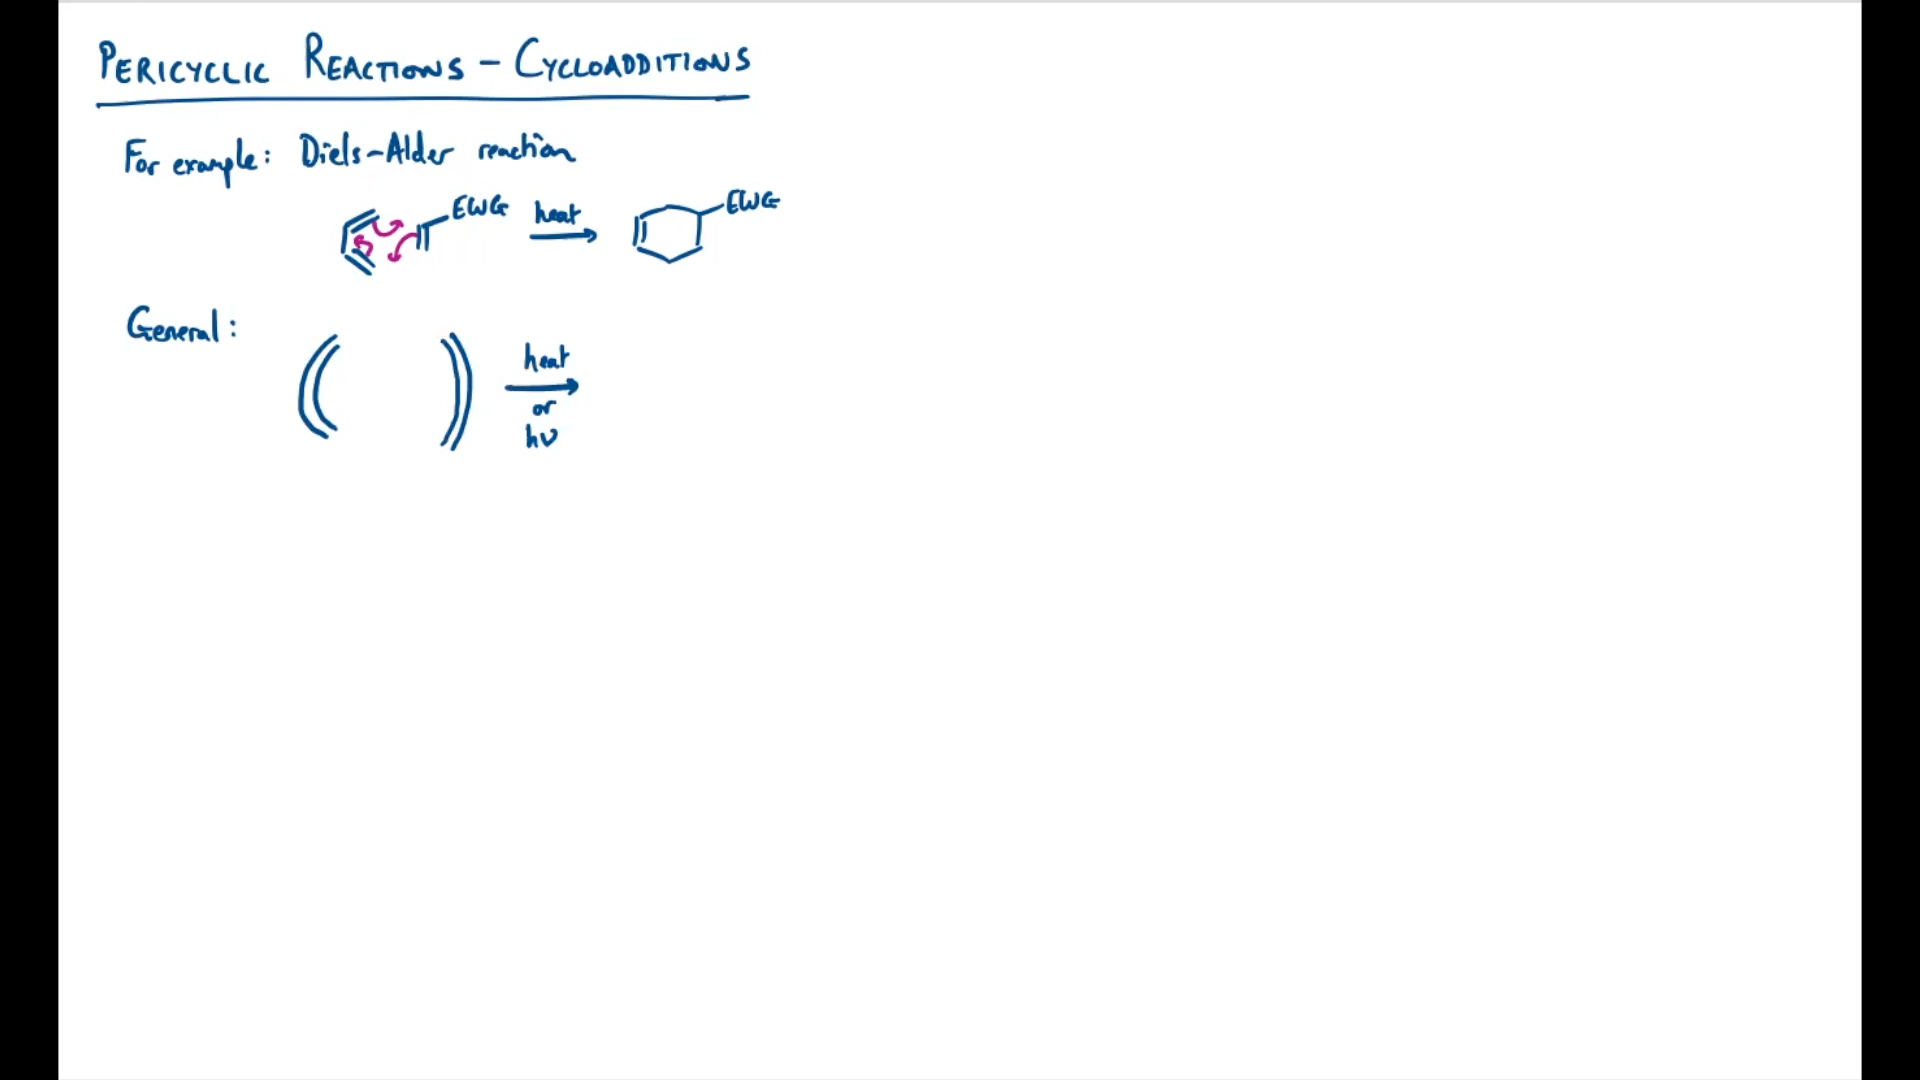 PERICYCLIC REACTIONS - CYCLOADDITIONS
For example: Diels-Alder reaction
EWG heat EWG
General:
heat
or
hν